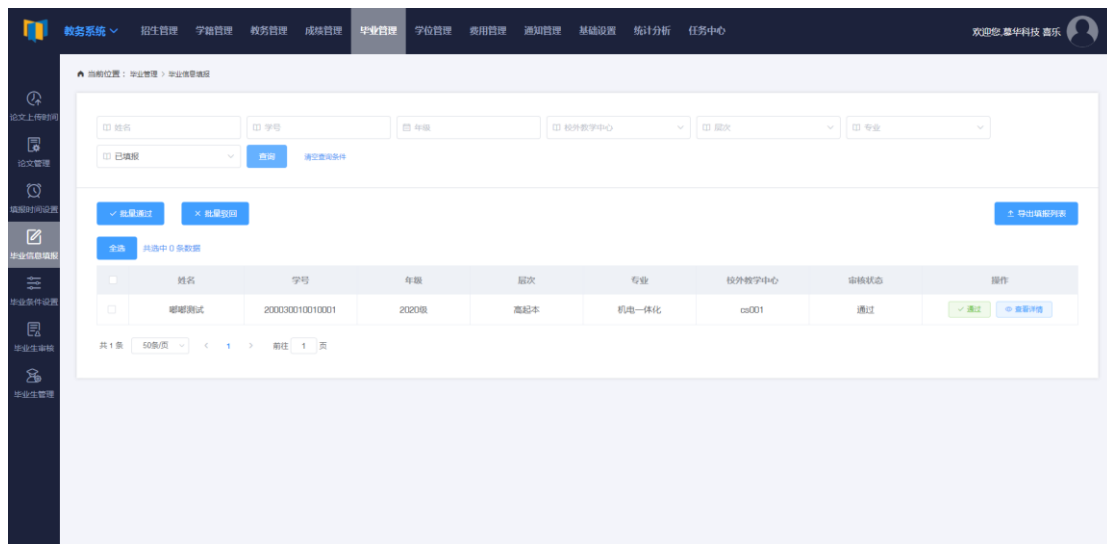 教务系统 招生管理 学籍管理 教务管理 成绩管理 毕业管理 学位管理 费用管理 通知管理 基础设置 统计分析 任务中心 欢迎您,慕华科技 喜乐
当前位置： 毕业管理 > 毕业信息填报
论文上传时间
论文管理
填报时间设置
毕业信息填报
毕业条件设置
毕业生审核
毕业生管理
姓名 学号 年级 校外教学中心 层次 专业
已填报 查询 清空查询条件
批量通过 批量驳回 导出填报列表
全选 共选中 0 条数据
姓名 学号 年级 层次 专业 校外教学中心 审核状态 操作
嘟嘟测试 200030010010001 2020级 高起本 机电一体化 cs001 通过 通过 查看详情
共 1 条 50条/页 < 1 > 前往 1 页